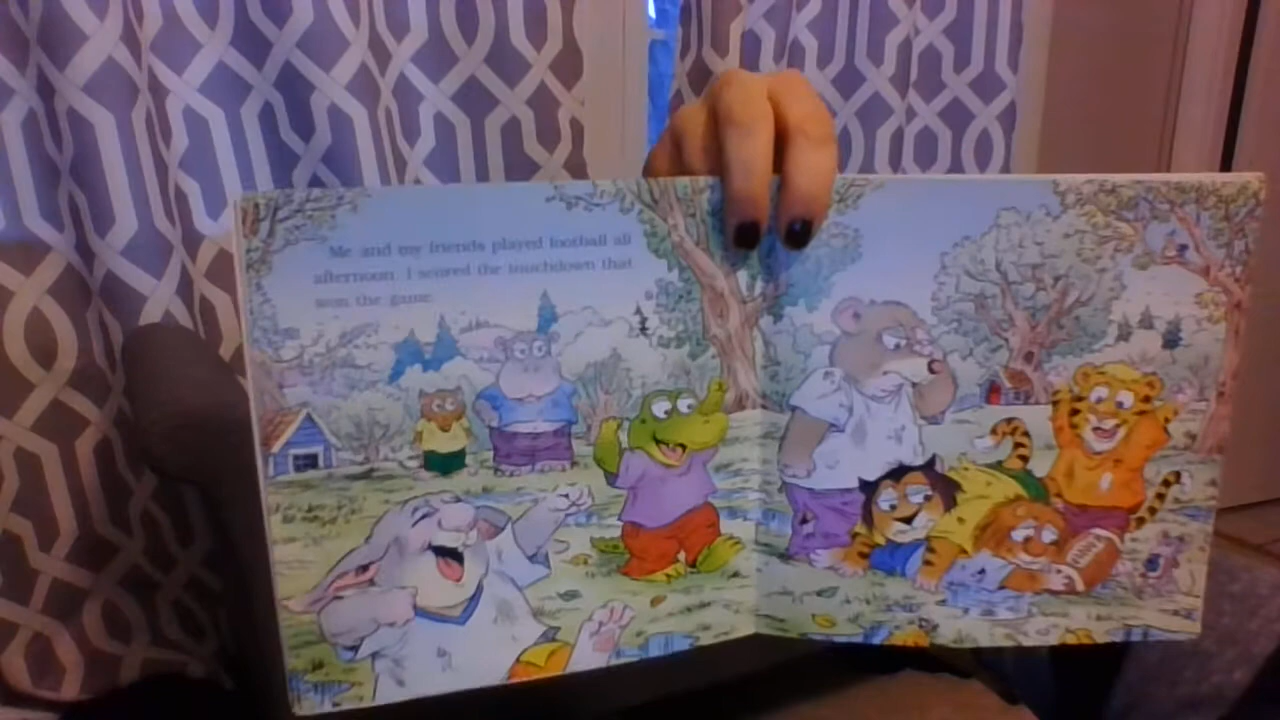 Me and my friends played football all
afternoon. I scored the touchdown that
won the game.